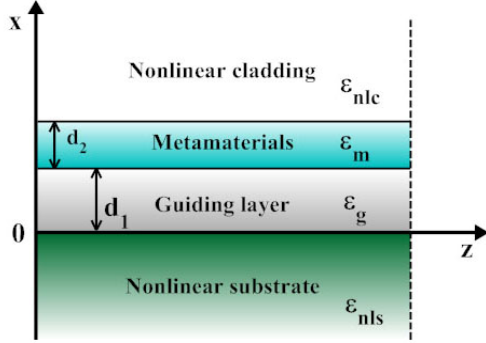 x
Nonlinear cladding
ε_nlc
d_2
Metamaterials
ε_m
d_1
Guiding layer
ε_g
0
z
Nonlinear substrate
ε_nls